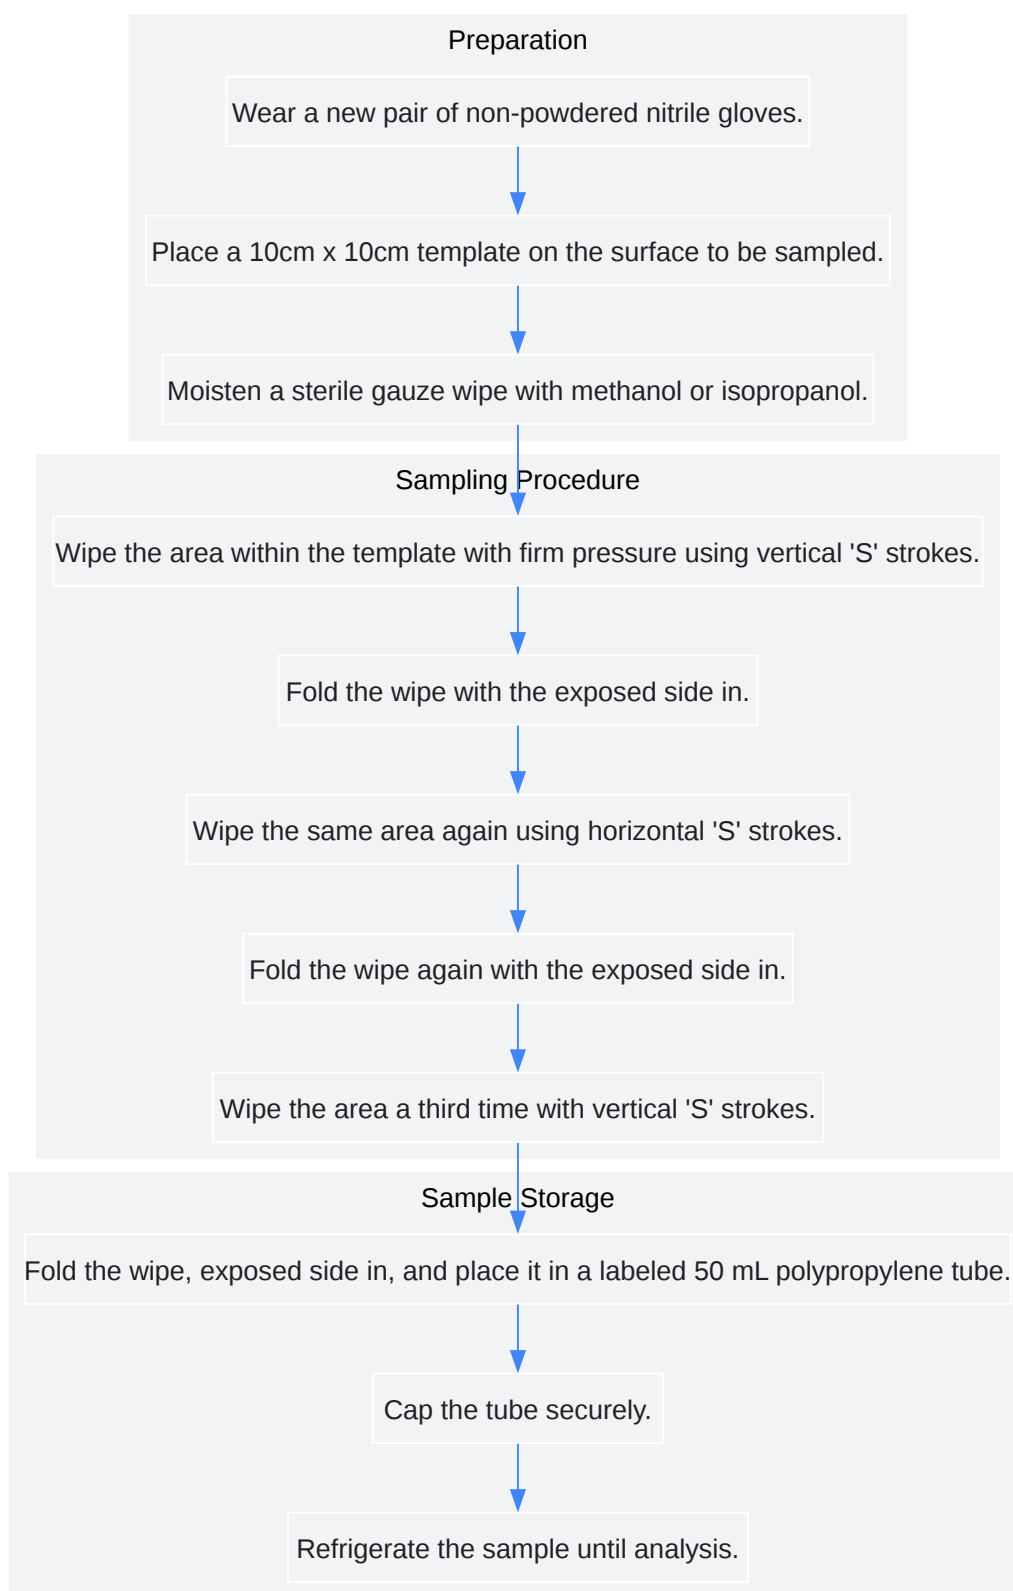 Preparation
Wear a new pair of non-powdered nitrile gloves.
Place a 10cm x 10cm template on the surface to be sampled.
Moisten a sterile gauze wipe with methanol or isopropanol.
Sampling Procedure
Wipe the area within the template with firm pressure using vertical 'S' strokes.
Fold the wipe with the exposed side in.
Wipe the same area again using horizontal 'S' strokes.
Fold the wipe again with the exposed side in.
Wipe the area a third time with vertical 'S' strokes.
Sample Storage
Fold the wipe, exposed side in, and place it in a labeled 50 mL polypropylene tube.
Cap the tube securely.
Refrigerate the sample until analysis.